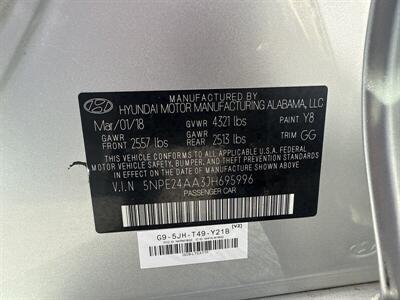 MANUFACTURED BY
HYUNDAI MOTOR MANUFACTURING ALABAMA, LLC
Mar/01/18 GVWR 4321 lbs PAINT Y8
GAWR FRONT 2557 lbs GAWR REAR 2513 lbs TRIM GG
THIS VEHICLE CONFORMS TO ALL APPLICABLE
U.S.A. FEDERAL MOTOR VEHICLE SAFETY, BUMPER,
AND THEFT PREVENTION STANDARDS IN EFFECT ON
THE DATE OF MANUFACTURE SHOWN ABOVE.
V.I.N 5NPE24AA3JH695996
PASSENGER CAR
[V2]
G9-5JH-T49-Y21B